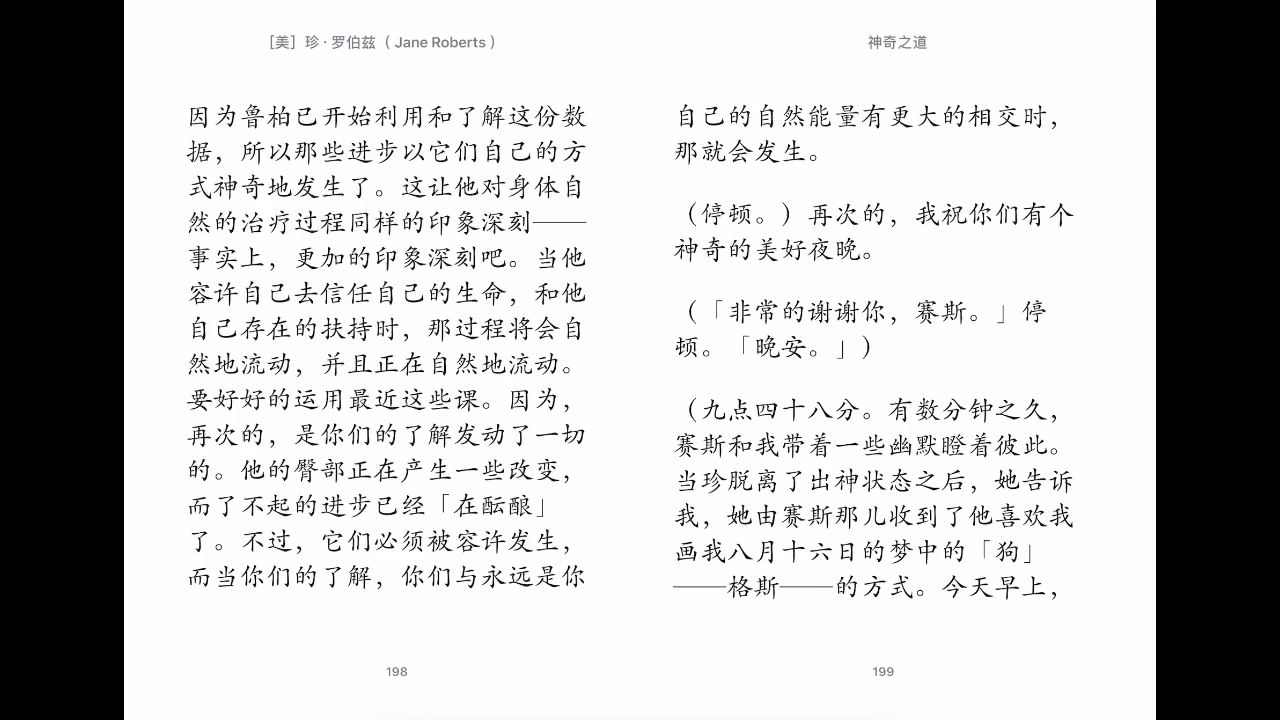 [美] 珍·罗伯兹（Jane Roberts）
因为鲁柏已开始利用和了解这份数
据，所以那些进步以它们自己的方
式神奇地发生了。这让他对身体自
然的治疗过程同样的印象深刻——
事实上，更加的印象深刻吧。当他
容许自己去信任自己的生命，和他
自己存在的扶持时，那过程将会自
然地流动，并且正在自然地流动。
要好好的运用最近这些课。因为，
再次的，是你们的了解发动了一切
的。他的臀部正在产生一些改变，
而了不起的进步已经「在酝酿」
了。不过，它们必须被容许发生，
而当你们的了解，你们与永远是你
198
神奇之道
自己的自然能量有更大的相交时，
那就会发生。
（停顿。）再次的，我祝你们有个
神奇的美好夜晚。
（「非常的谢谢你，赛斯。」停
顿。「晚安。」）
（九点四十八分。有数分钟之久，
赛斯和我带着一些幽默瞪着彼此。
当珍脱离了出神状态之后，她告诉
我，她由赛斯那儿收到了他喜欢我
画我八月十六日的梦中的「狗」
——格斯——的方式。今天早上，
199